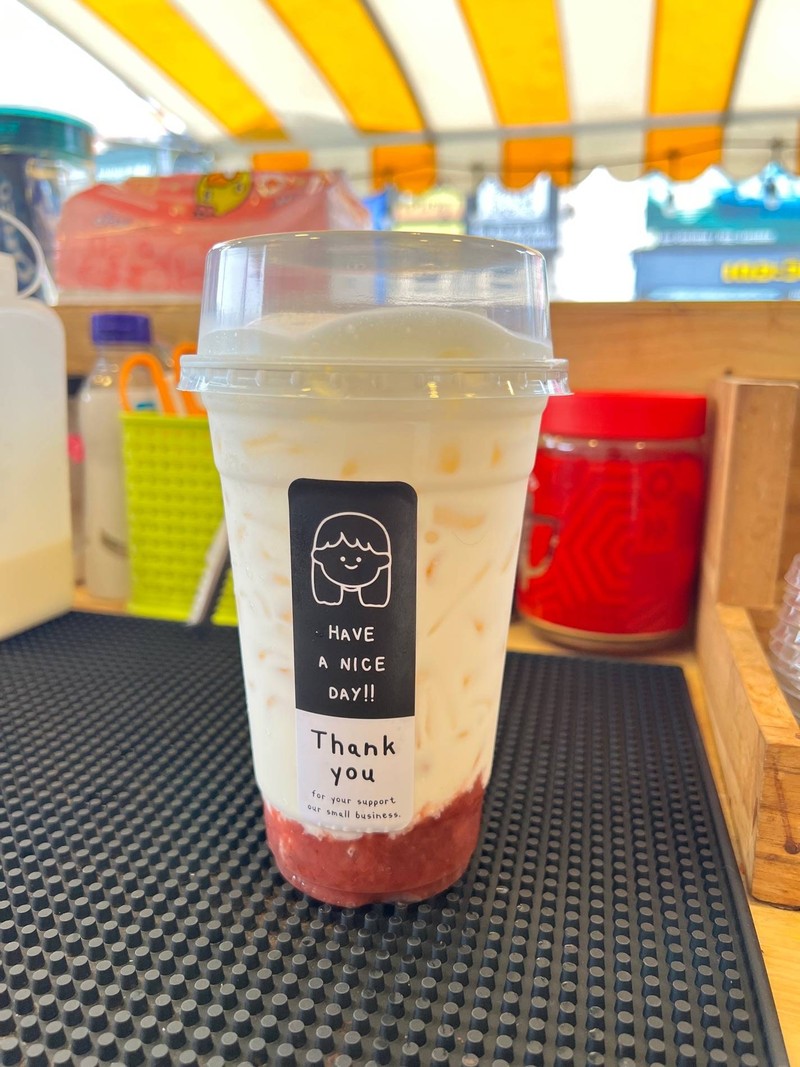 HAVE
A NICE
DAY!!
Thank
you
for your support
our small business.